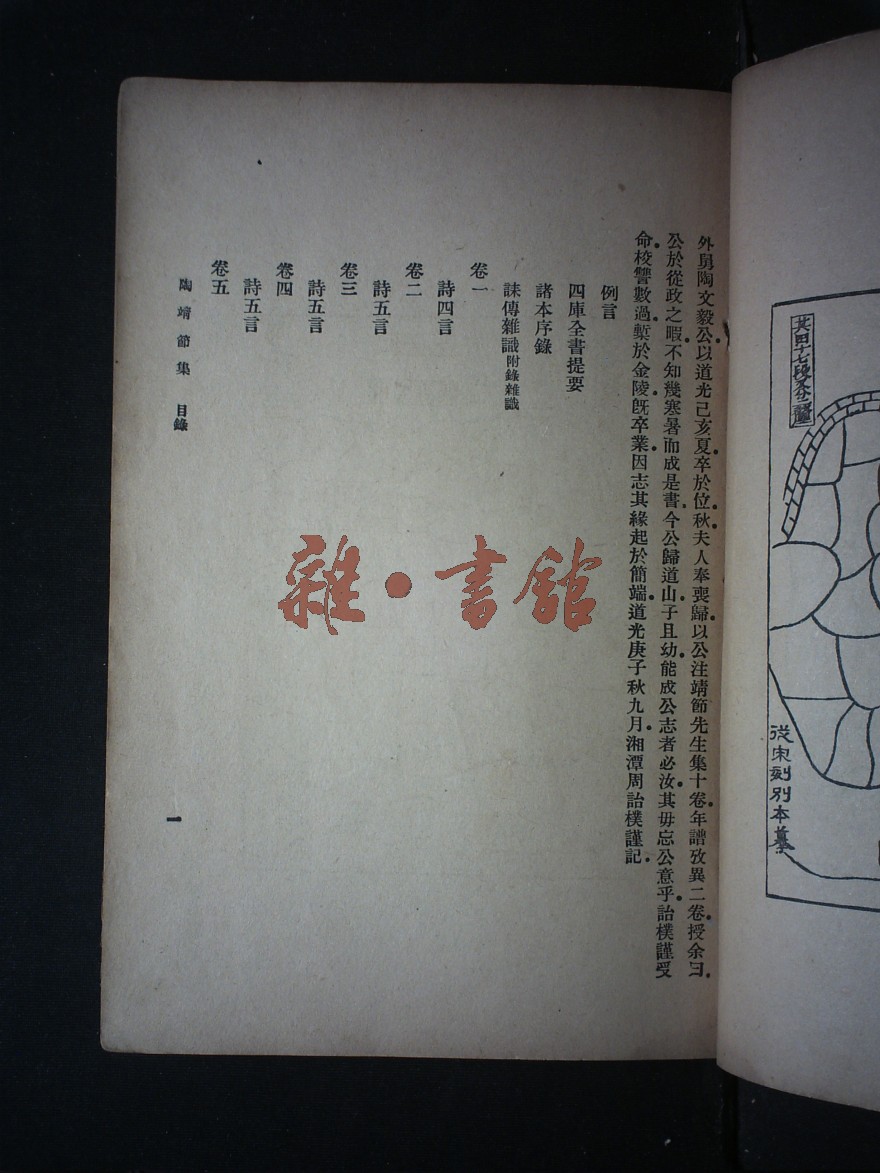 其田十七段
从宋刻別本摹
外舅陶文毅公以道光己亥夏卒於位。秋夫人奉喪歸。以公注靖節先生集十卷。年譜攷異二卷。授余曰。
公於從政之暇。不知幾寒暑而成是書。今公歸道山。子且幼。能成公志者必汝。其毋忘公意乎。詒樸謹受
命。校讐數過。槧於金陵。旣卒業。因志其緣起於簡端。道光庚子秋九月。湘潭周詒樸謹記。
例言
四庫全書提要
諸本序錄
誄傳雜識附錄雜識
卷一
詩四言
卷二
詩五言
卷三
詩五言
卷四
詩五言
卷五
陶靖節集 目錄
一
雜·書館